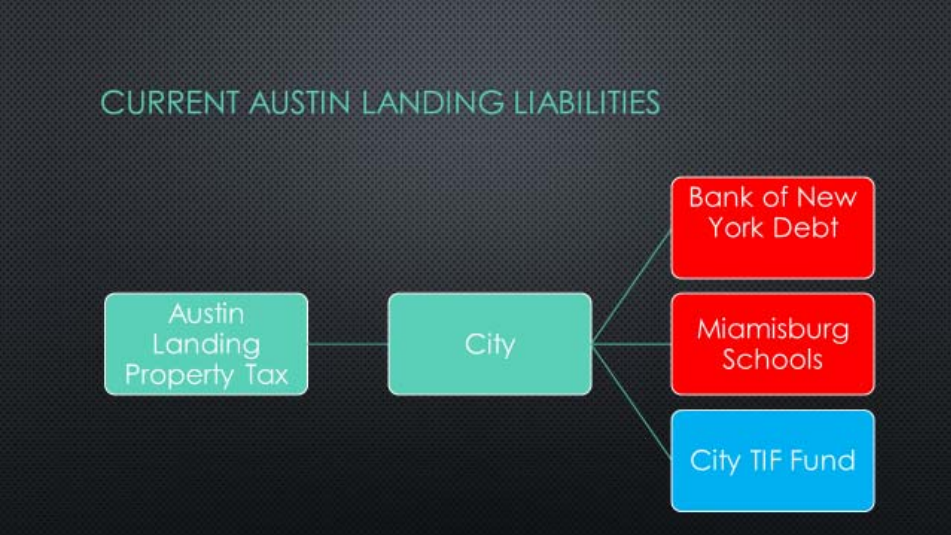 CURRENT AUSTIN LANDING LIABILITIES
Austin
Landing
Property Tax
City
Bank of New
York Debt
Miamisburg
Schools
City TIF Fund